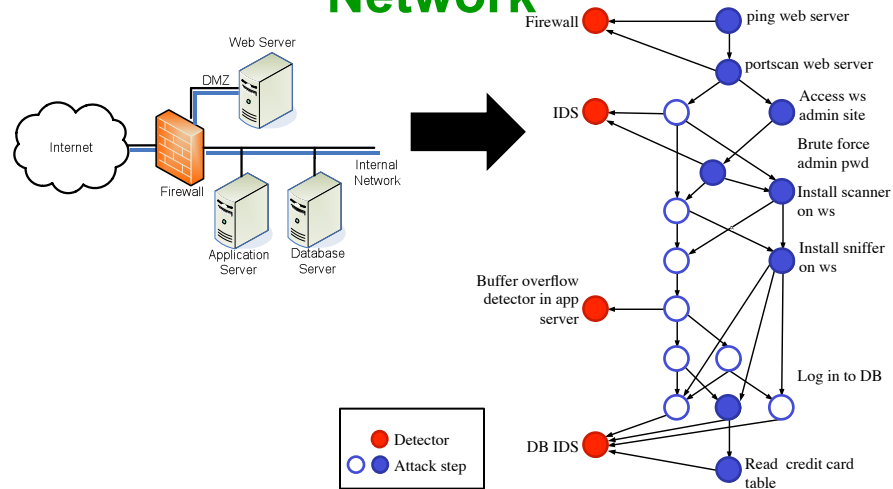 Network
Web Server
DMZ
Internet
Firewall
Internal
Network
Application
Server
Database
Server
Firewall
ping web server
portscan web server
IDS
Access ws
admin site
Brute force
admin pwd
Install scanner
on ws
Install sniffer
on ws
Buffer overflow
detector in app
server
Log in to DB
DB IDS
Read credit card
table
Detector
Attack step